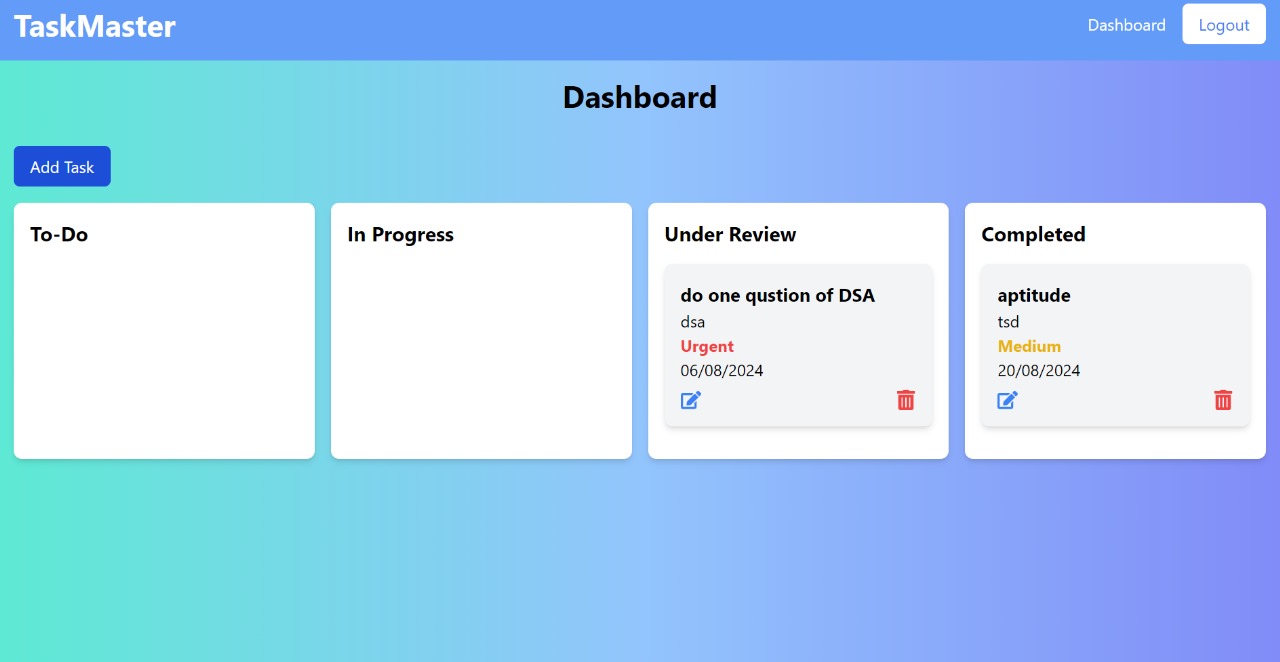 TaskMaster
Dashboard
Logout
Dashboard
Add Task
To-Do
In Progress
Under Review
do one qustion of DSA
dsa
Urgent
06/08/2024
Completed
aptitude
tsd
Medium
20/08/2024